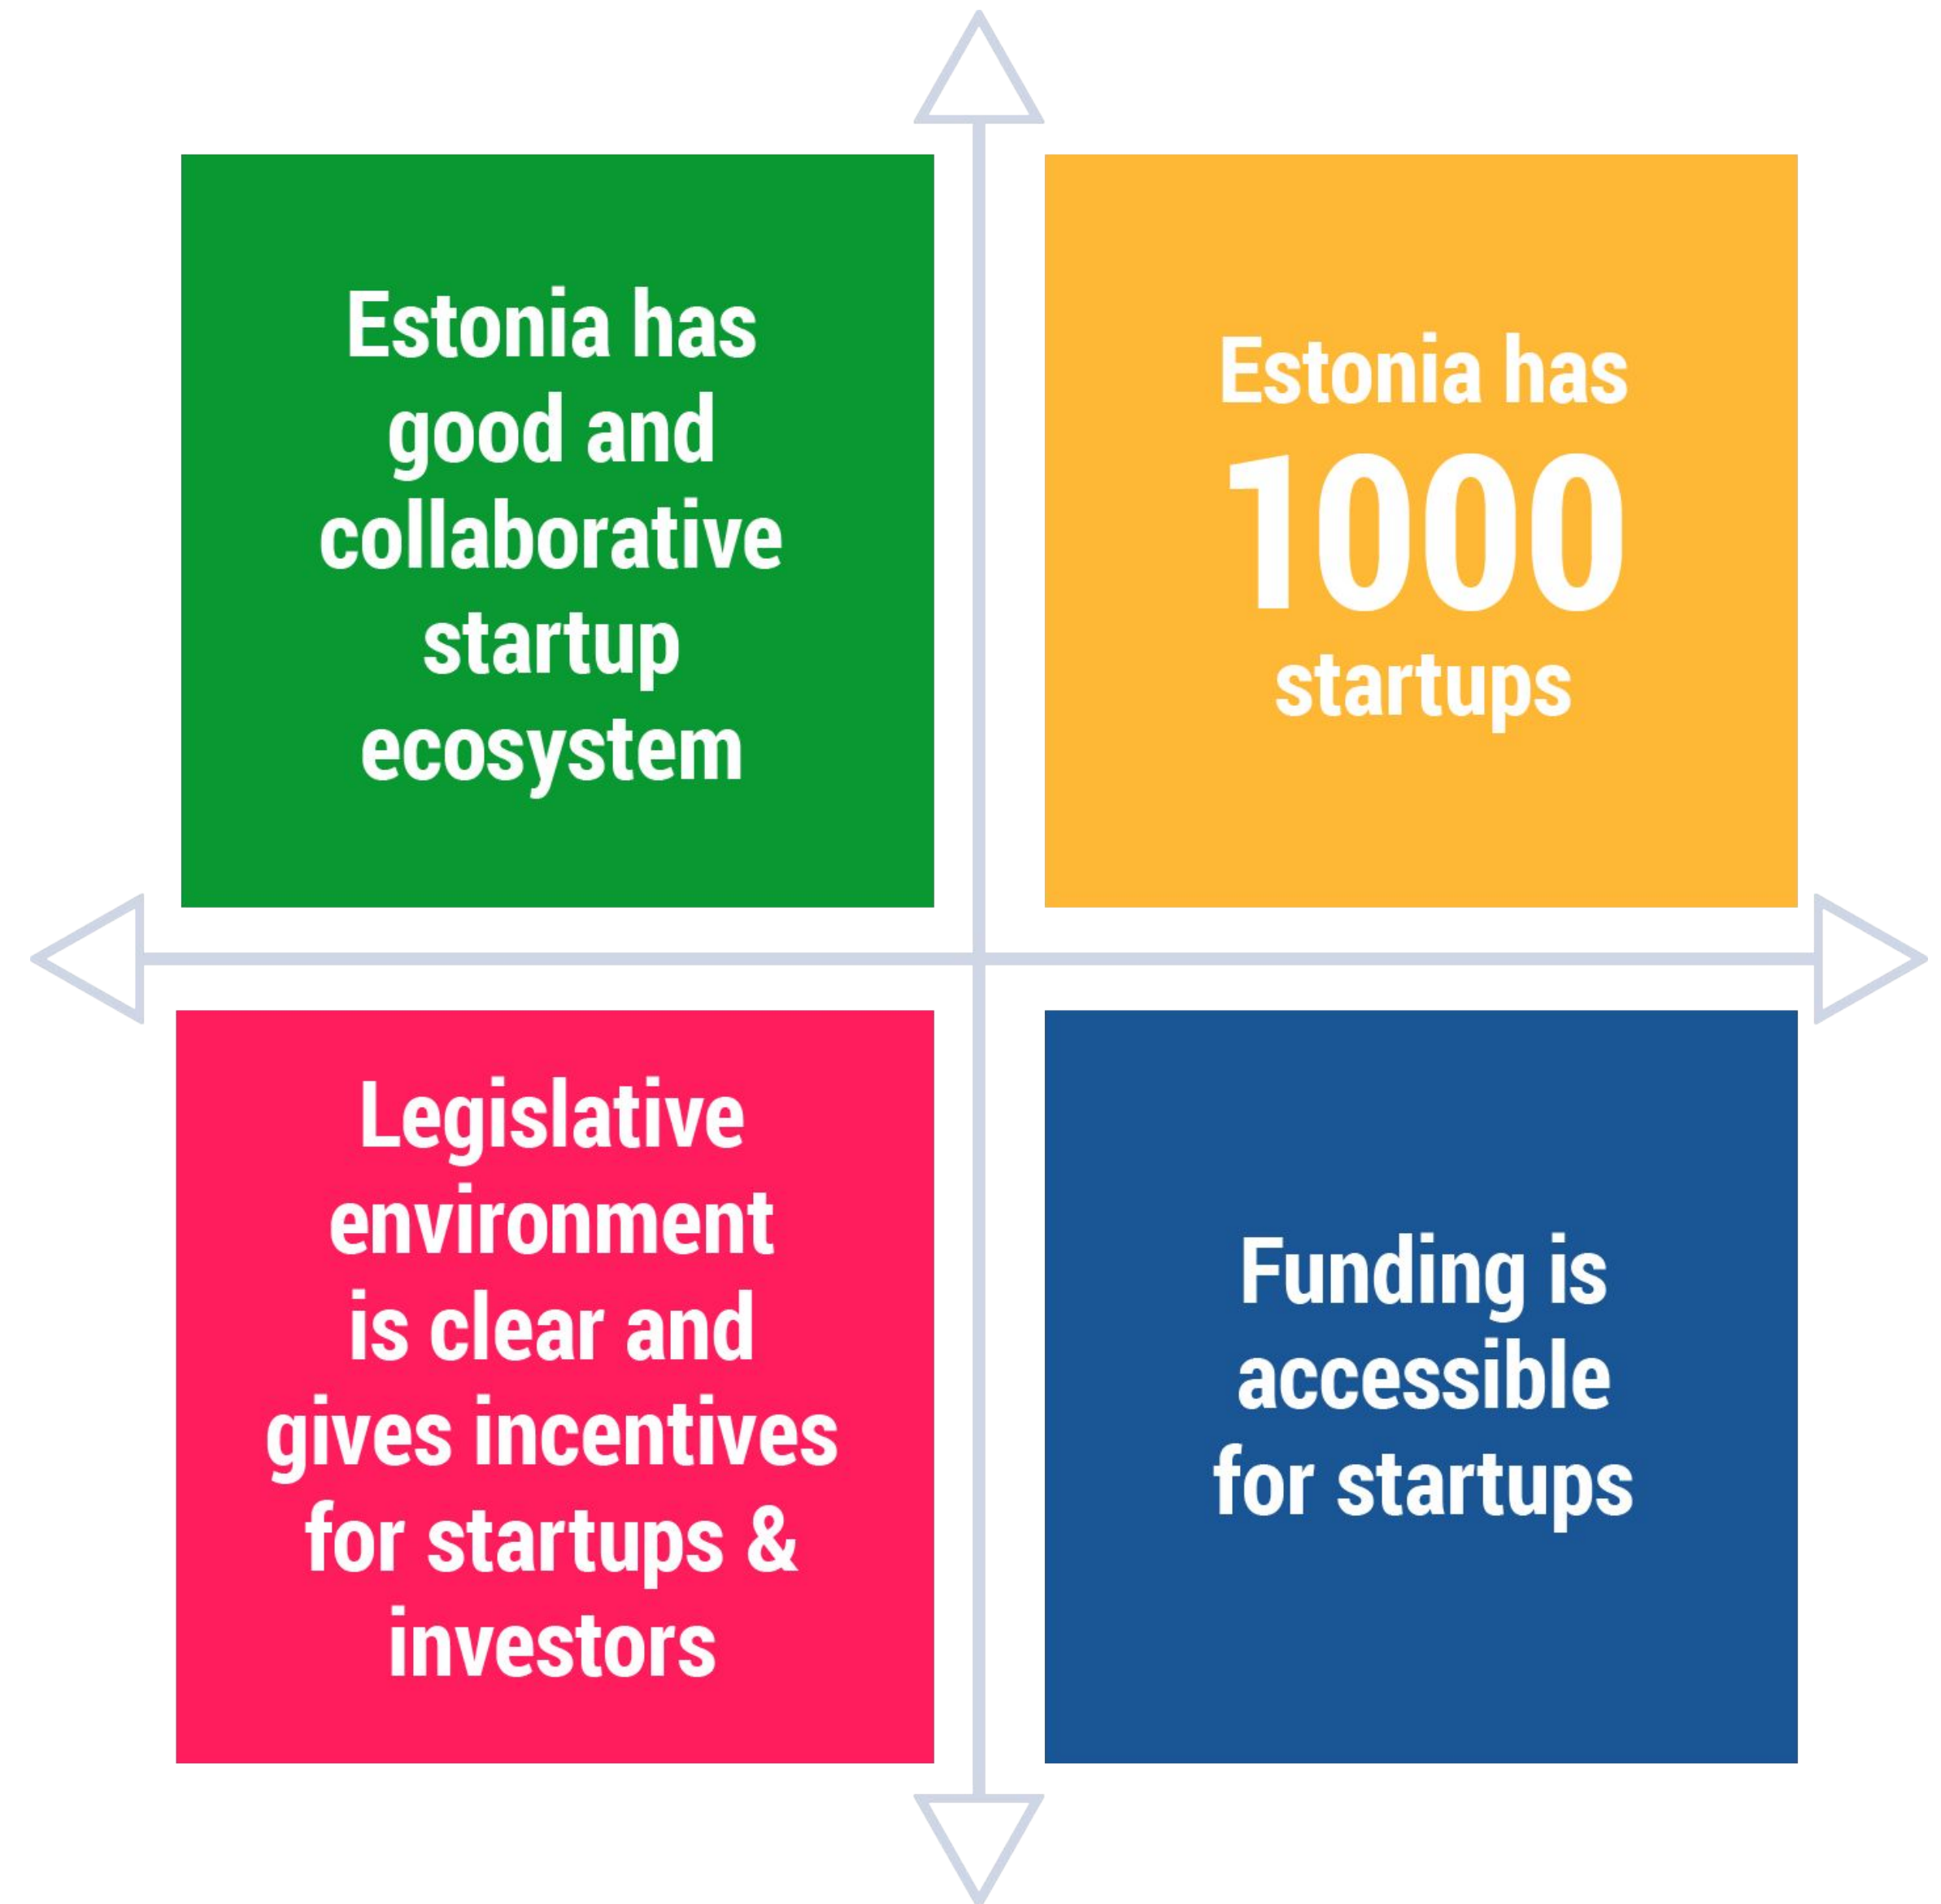 Estonia has
good and
collaborative
startup
ecosystem
Estonia has
1000
startups
Legislative
environment
is clear and
gives incentives
for startups &
investors
Funding is
accessible
for startups